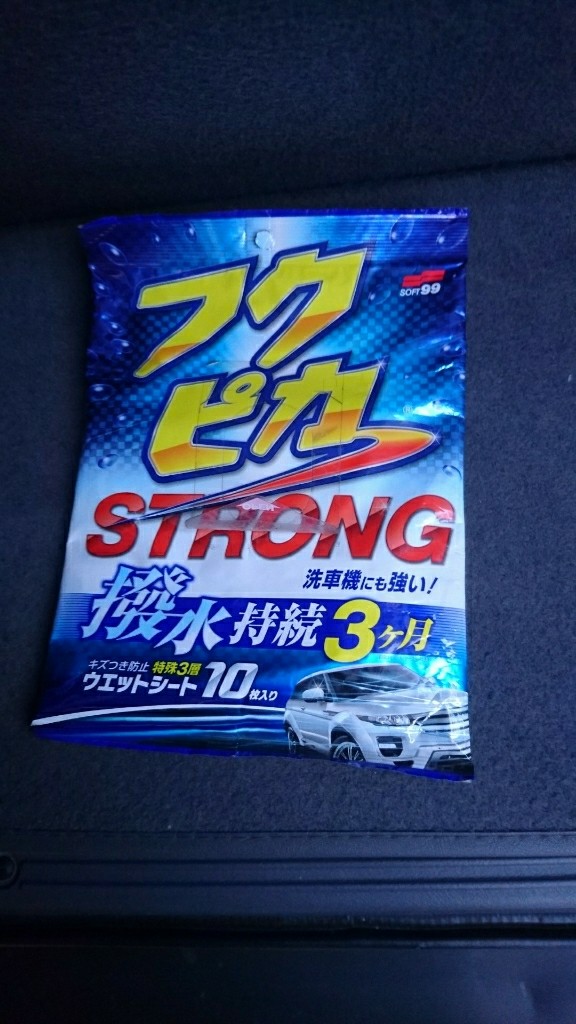 SOFT99
フク
ピカ
STRONG
洗車機にも強い!
撥水持続3ヶ月
キズつき防止 特殊3層
ウエットシート10枚入り